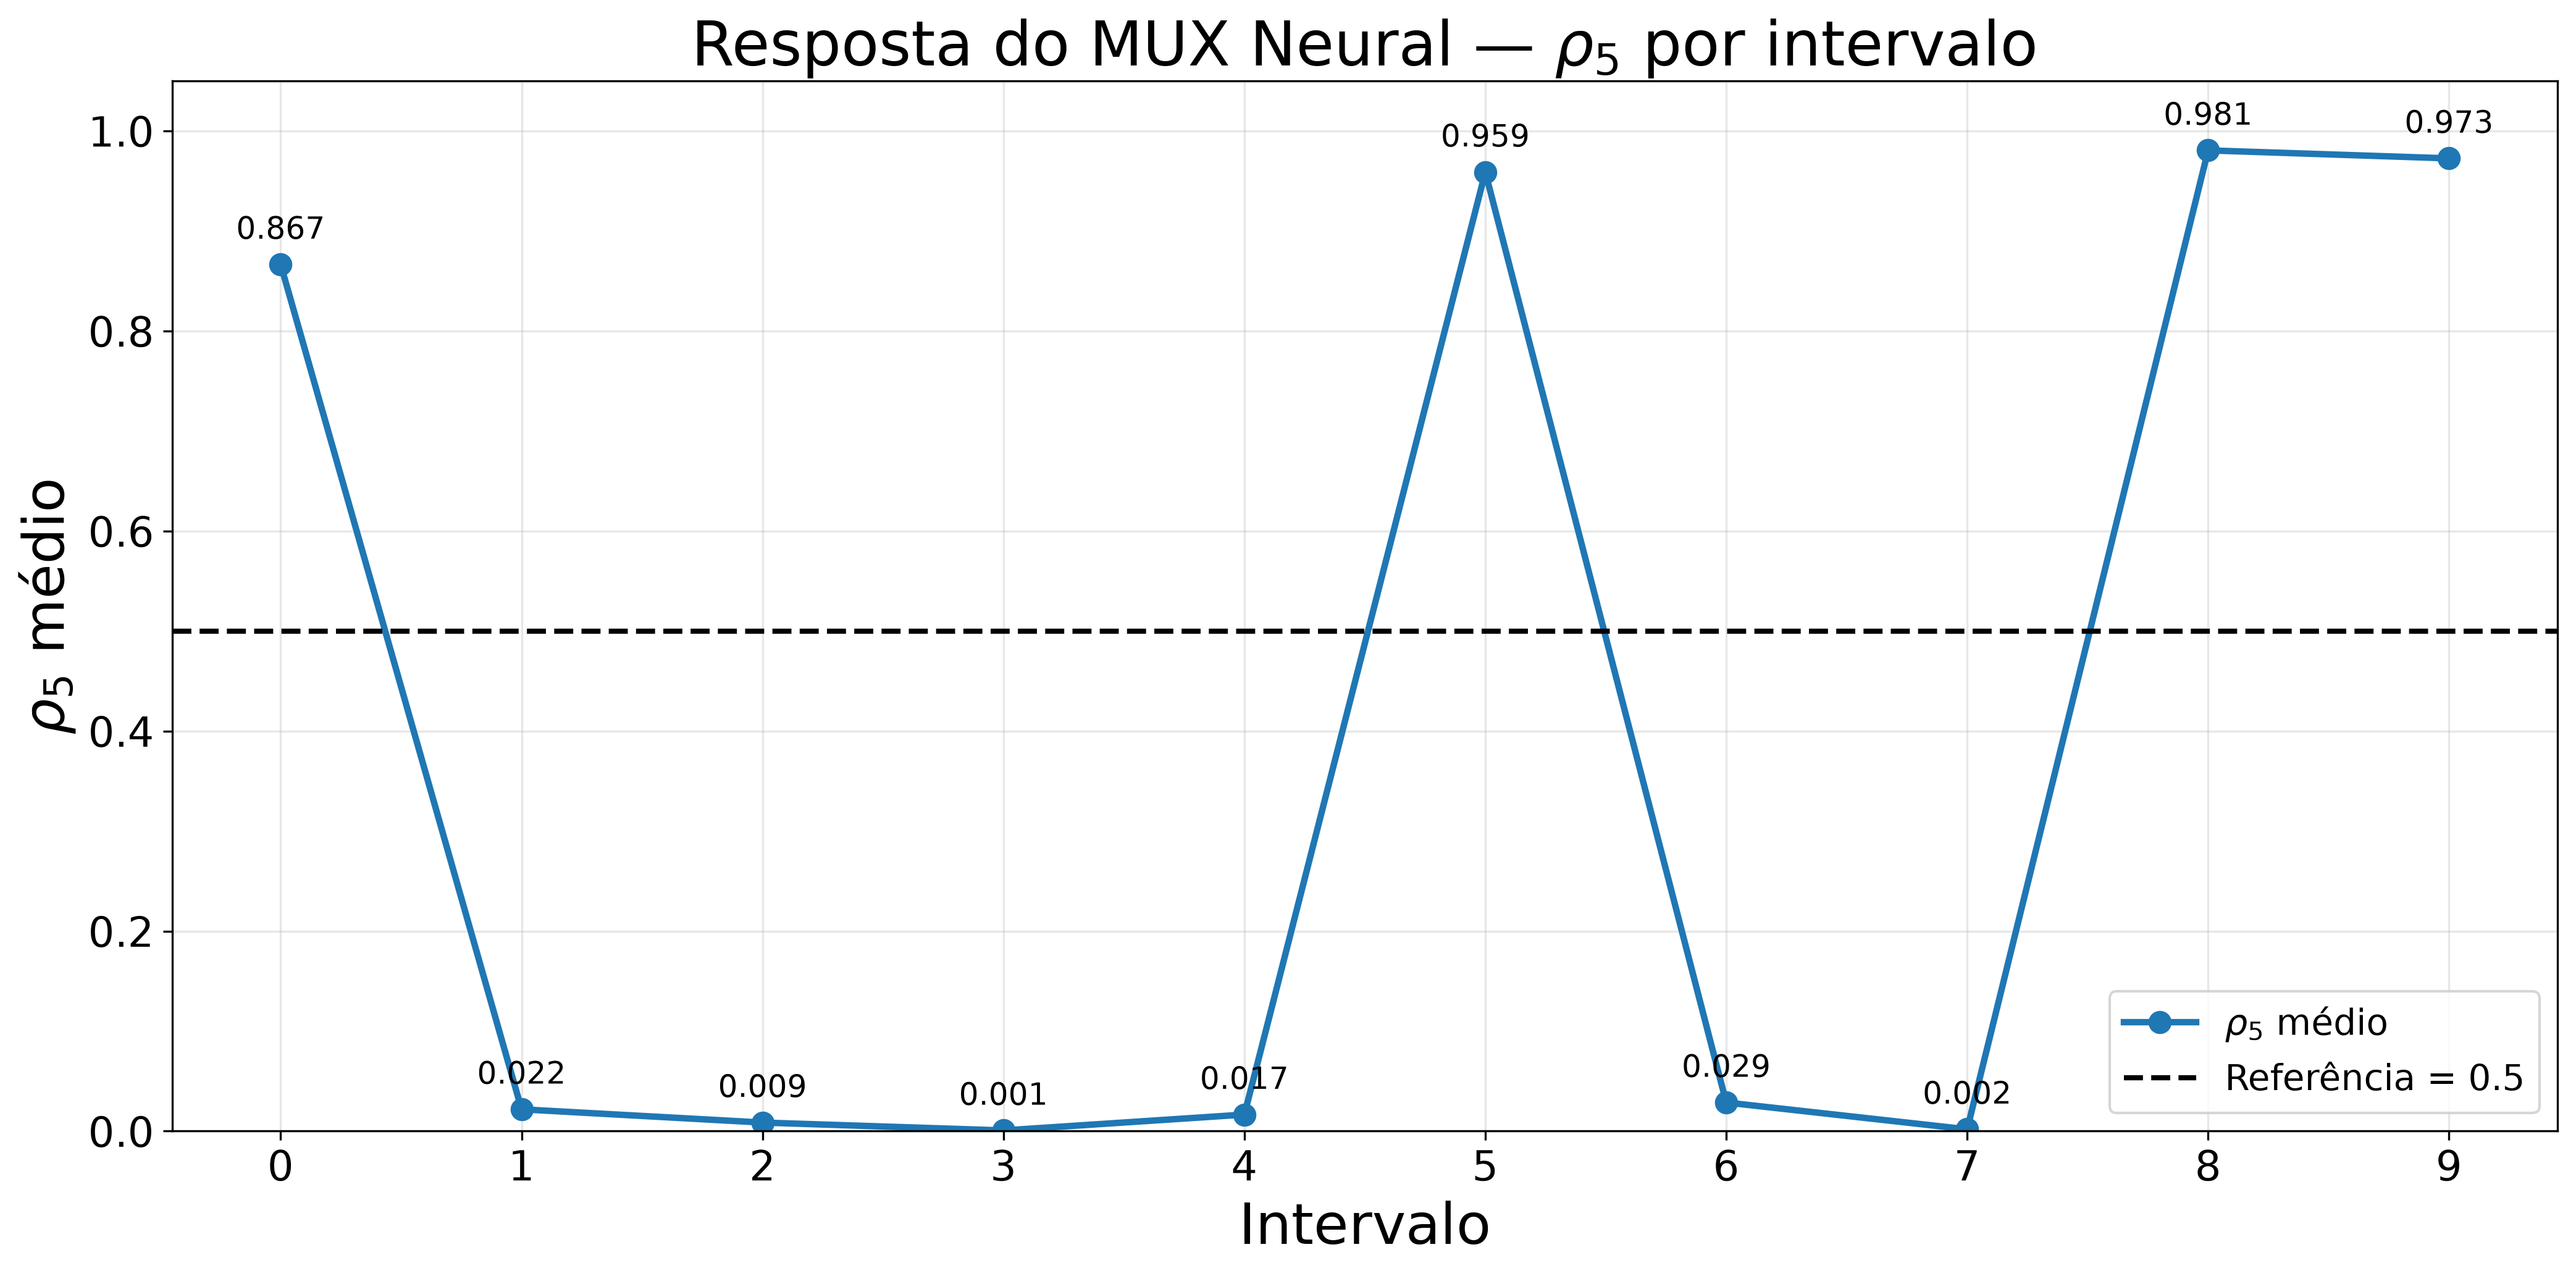 Resposta do MUX Neural — ρ₅ por intervalo
ρ₅ médio
1.0
0.8
0.6
0.4
0.2
0.0
0.867
0.022
0.009
0.001
0.017
0.959
0.029
0.002
0.981
0.973
ρ₅ médio
Referência = 0.5
0 1 2 3 4 5 6 7 8 9
Intervalo